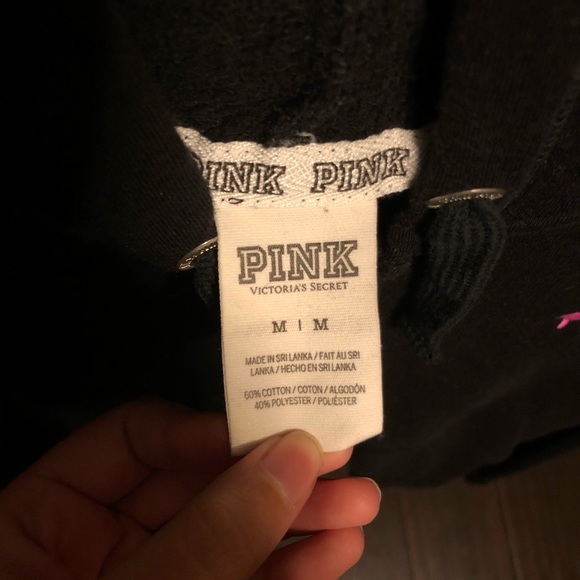 PINK PINK
PINK
VICTORIA'S SECRET
M | M
MADE IN SRI LANKA / FAIT AU SRI
LANKA / HECHO EN SRI LANKA
60% COTTON / COTON / ALGODÓN
40% POLYESTER / POLIÉSTER